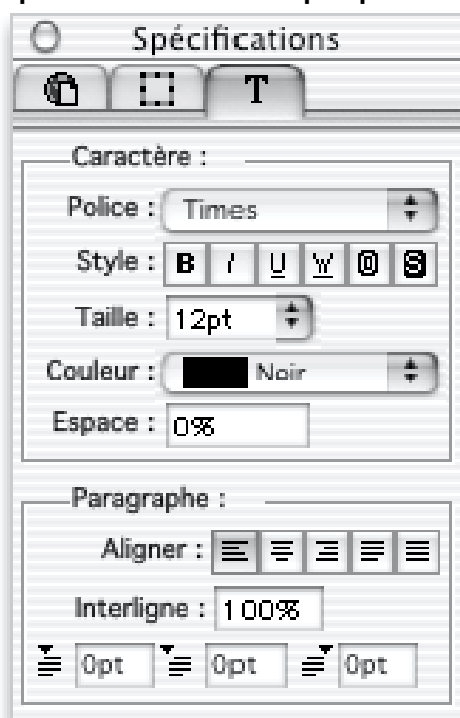 Spécifications
T
Caractère :
Police : Times
Style : B I U W O S
Taille : 12pt
Couleur : Noir
Espace : 0%
Paragraphe :
Aligner :
Interligne : 100%
0pt 0pt 0pt